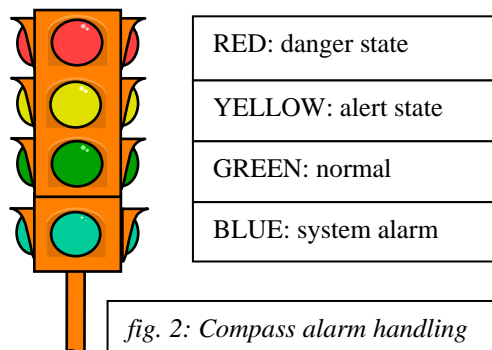 RED: danger state
YELLOW: alert state
GREEN: normal
BLUE: system alarm
fig. 2: Compass alarm handling